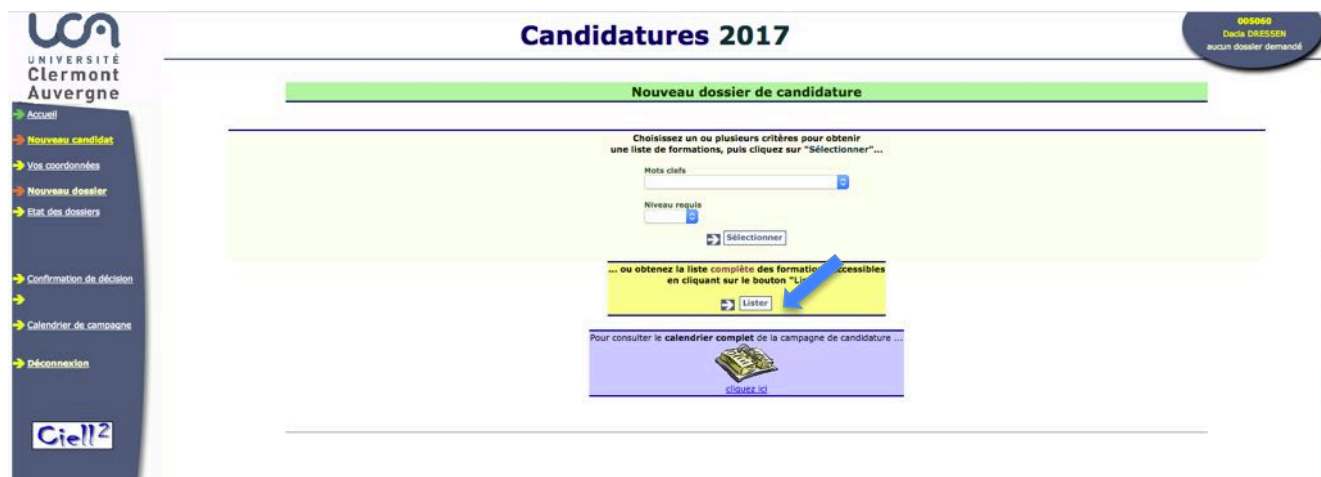 UCA
UNIVERSITÉ
Clermont
Auvergne
Candidatures 2017
005060
Dacia DRESSEN
aucun dossier demandé
Accueil
Nouveau candidat
Vos coordonnées
Nouveau dossier
Etat des dossiers
Confirmation de décision
Calendrier de campagne
Déconnexion
Ciell2
Nouveau dossier de candidature
Choisissez un ou plusieurs critères pour obtenir
une liste de formations, puis cliquez sur "Sélectionner"...
Mots clefs
Niveau requis
Sélectionner
... ou obtenez la liste complète des formation ccessibles
en cliquant sur le bouton "Li
Lister
Pour consulter le calendrier complet de la campagne de candidature ...
cliquez ici